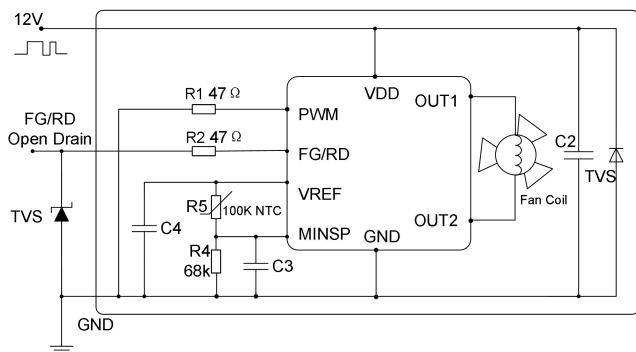 12V
R1 47 Ω
VDD
OUT1
PWM
FG/RD
Open Drain
R2 47 Ω
FG/RD
C2
TVS
VREF
Fan Coil
R5
100K NTC
TVS
C4
MINSP
OUT2
GND
R4
68k
C3
GND